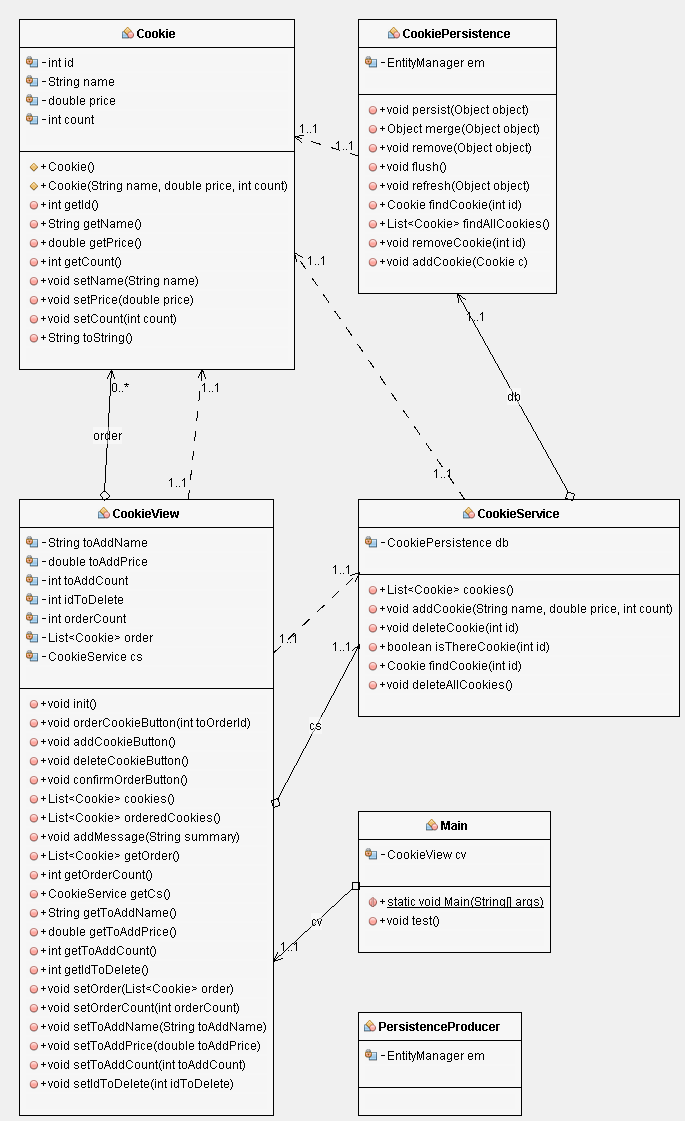 Cookie
-int id
-String name
-double price
-int count
+Cookie()
+Cookie(String name, double price, int count)
+int getId()
+String getName()
+double getPrice()
+int getCount()
+void setName(String name)
+void setPrice(double price)
+void setCount(int count)
+String toString()
CookiePersistence
-EntityManager em
+void persist(Object object)
+Object merge(Object object)
+void remove(Object object)
+void flush()
+void refresh(Object object)
+Cookie findCookie(int id)
+List<Cookie> findAllCookies()
+void removeCookie(int id)
+void addCookie(Cookie c)
1..1
1..1
1..1
1..1
1..1
db
0..*
order
1..1
1..1
CookieView
-String toAddName
-double toAddPrice
-int toAddCount
-int idToDelete
-int orderCount
-List<Cookie> order
-CookieService cs
+void init()
+void orderCookieButton(int toOrderId)
+void addCookieButton()
+void deleteCookieButton()
+void confirmOrderButton()
+List<Cookie> cookies()
+List<Cookie> orderedCookies()
+void addMessage(String summary)
+List<Cookie> getOrder()
+int getOrderCount()
+CookieService getCs()
+String getToAddName()
+double getToAddPrice()
+int getToAddCount()
+int getIdToDelete()
+void setOrder(List<Cookie> order)
+void setOrderCount(int orderCount)
+void setToAddName(String toAddName)
+void setToAddPrice(double toAddPrice)
+void setToAddCount(int toAddCount)
+void setIdToDelete(int idToDelete)
CookieService
-CookiePersistence db
+List<Cookie> cookies()
+void addCookie(String name, double price, int count)
+void deleteCookie(int id)
+boolean isThereCookie(int id)
+Cookie findCookie(int id)
+void deleteAllCookies()
1..1
1..1
1..1
cs
Main
-CookieView cv
+static void Main(String[] args)
+void test()
cv
1..1
PersistenceProducer
-EntityManager em